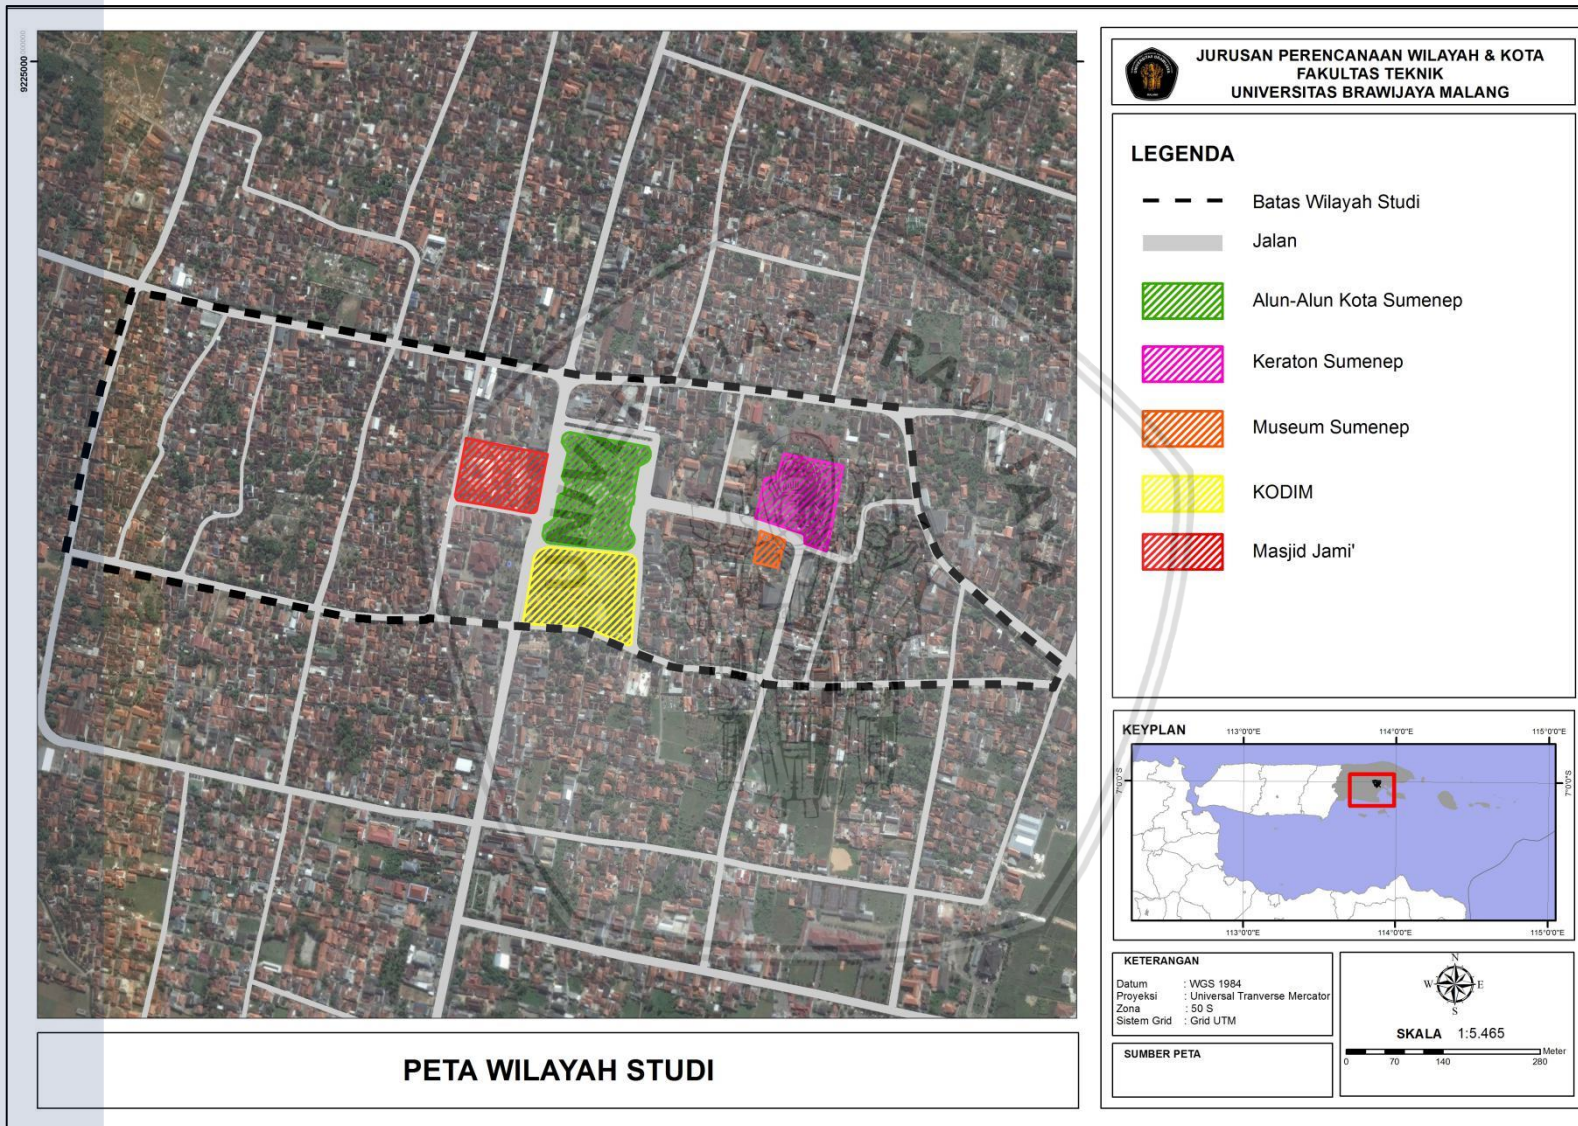 9225000,000000
JURUSAN PERENCANAAN WILAYAH & KOTA
FAKULTAS TEKNIK
UNIVERSITAS BRAWIJAYA MALANG
LEGENDA
Batas Wilayah Studi
Jalan
Alun-Alun Kota Sumenep
Keraton Sumenep
Museum Sumenep
KODIM
Masjid Jami'
KEYPLAN
113°0'0"E 114°0'0"E 115°0'0"E
7°0'0"S 7°0'0"S
113°0'0"E 114°0'0"E 115°0'0"E
KETERANGAN
Datum : WGS 1984
Proyeksi : Universal Tranverse Mercator
Zona : 50 S
Sistem Grid : Grid UTM
SUMBER PETA
N
W E
S
SKALA 1:5.465
Meter
0 70 140 280
PETA WILAYAH STUDI